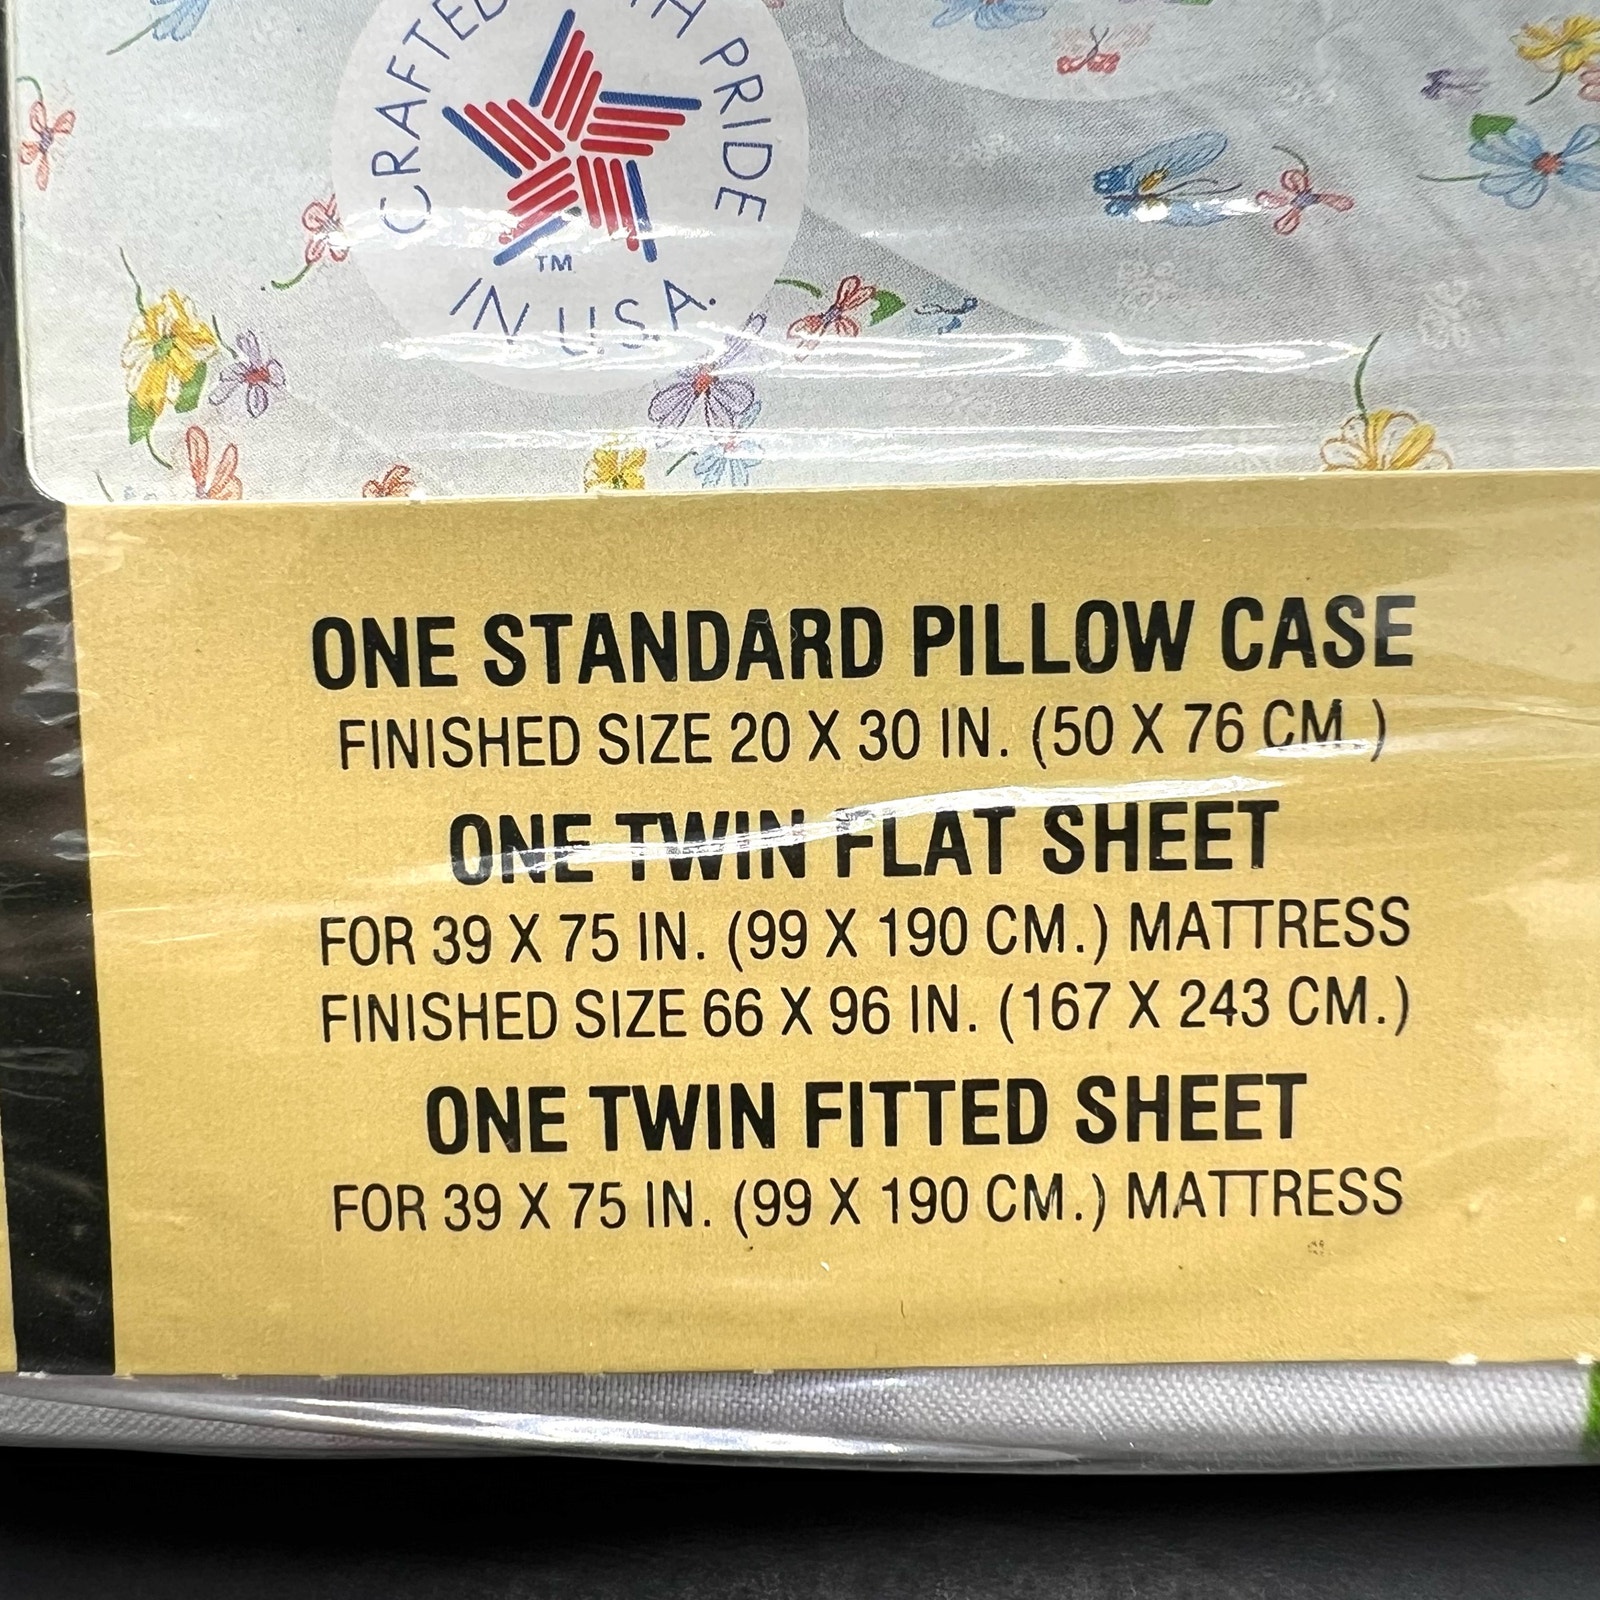 CRAFTED WITH PRIDE
IN U.S.A.
TM
ONE STANDARD PILLOW CASE
FINISHED SIZE 20 X 30 IN. (50 X 76 CM.)
ONE TWIN FLAT SHEET
FOR 39 X 75 IN. (99 X 190 CM.) MATTRESS
FINISHED SIZE 66 X 96 IN. (167 X 243 CM.)
ONE TWIN FITTED SHEET
FOR 39 X 75 IN. (99 X 190 CM.) MATTRESS